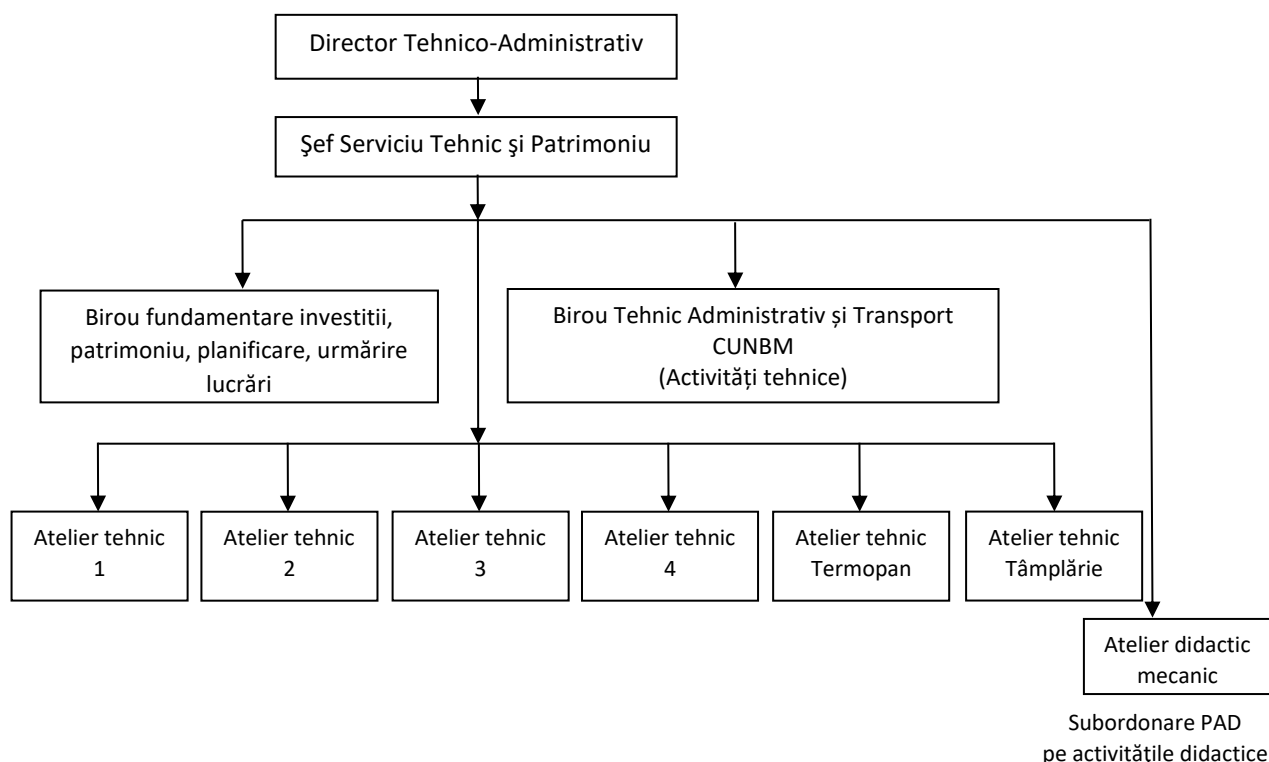 Director Tehnico-Administrativ
Şef Serviciu Tehnic şi Patrimoniu
Birou fundamentare investitii,
patrimoniu, planificare, urmărire
lucrări
Birou Tehnic Administrativ și Transport
CUNBM
(Activități tehnice)
Atelier tehnic
1
Atelier tehnic
2
Atelier tehnic
3
Atelier tehnic
4
Atelier tehnic
Termopan
Atelier tehnic
Tâmplărie
Atelier didactic
mecanic
Subordonare PAD
pe activitățile didactice